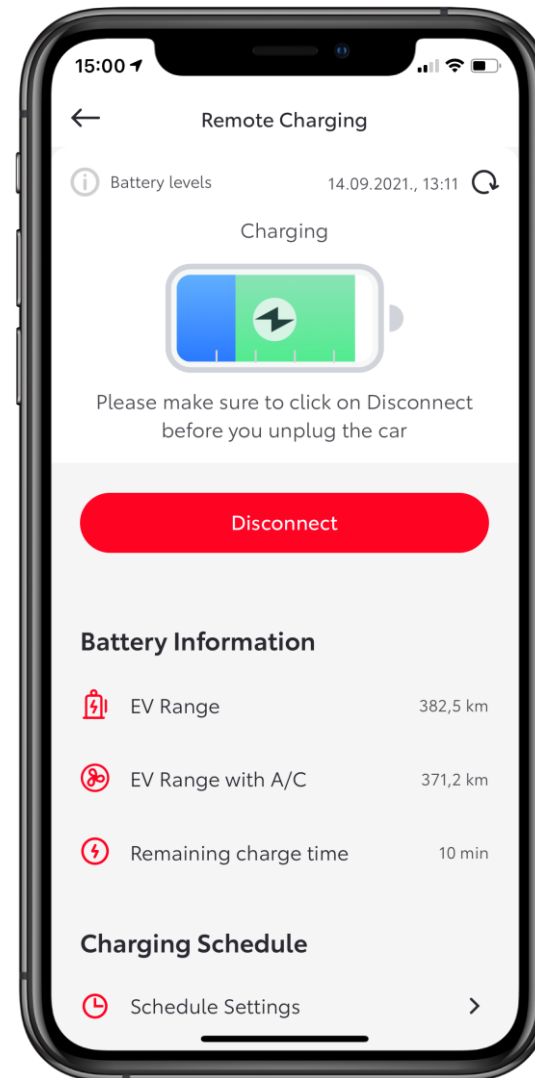 15:00
Remote Charging
Battery levels 14.09.2021., 13:11
Charging
Please make sure to click on Disconnect
before you unplug the car
Disconnect
Battery Information
EV Range 382,5 km
EV Range with A/C 371,2 km
Remaining charge time 10 min
Charging Schedule
Schedule Settings